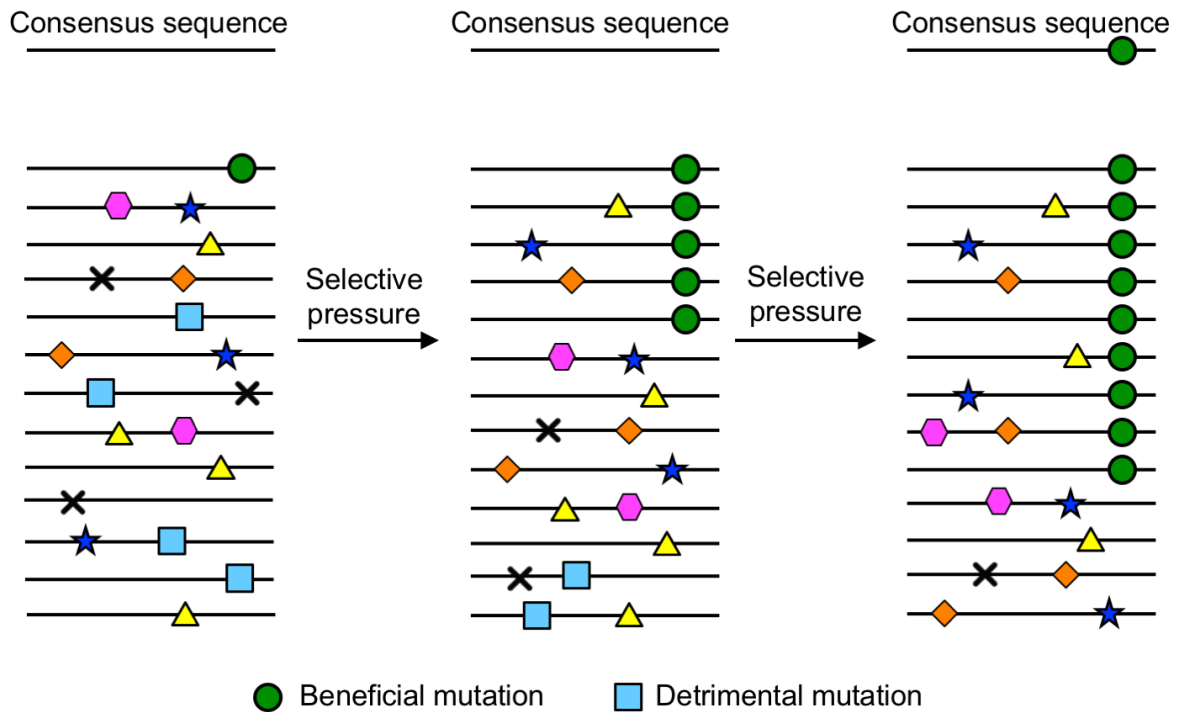 Consensus sequence
Consensus sequence
Consensus sequence
Selective
pressure
Selective
pressure
Beneficial mutation
Detrimental mutation